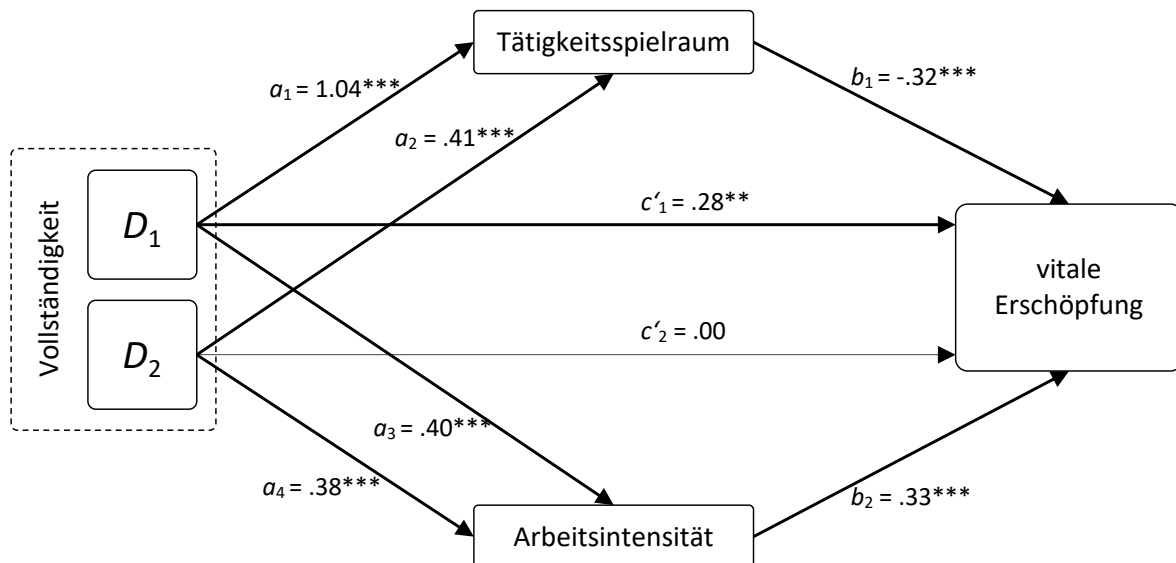 Tätigkeitsspielraum
a₁ = 1.04***
b₁ = -.32***
a₂ = .41***
Vollständigkeit
D₁
c‘₁ = .28**
vitale
Erschöpfung
D₂
c‘₂ = .00
a₃ = .40***
a₄ = .38***
b₂ = .33***
Arbeitsintensität